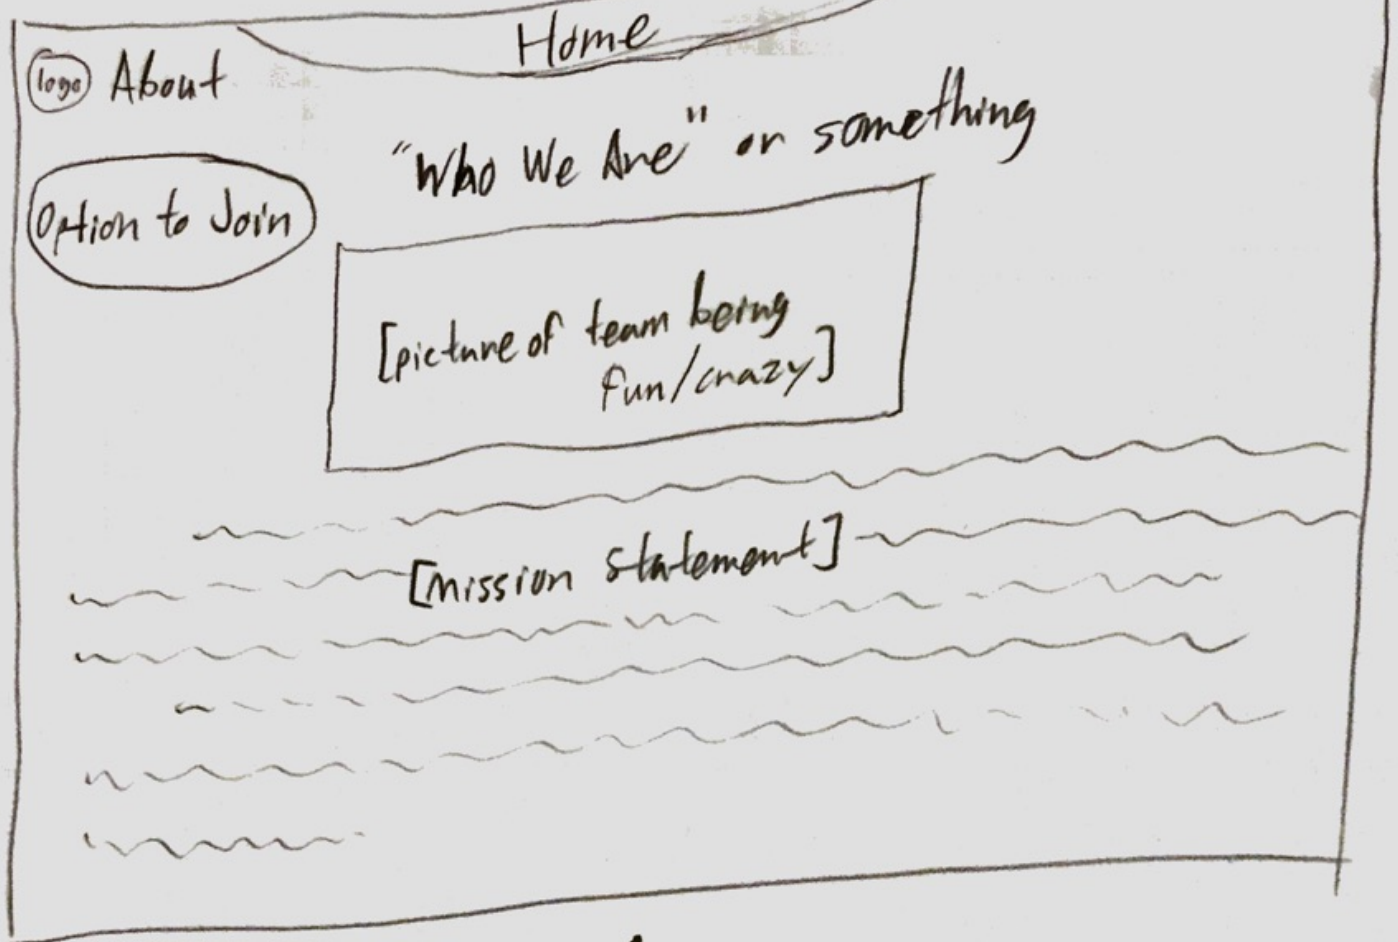 Home
logo About
"Who We Are" or something
Option to Join
[picture of team being
fun/crazy]
[mission statement]